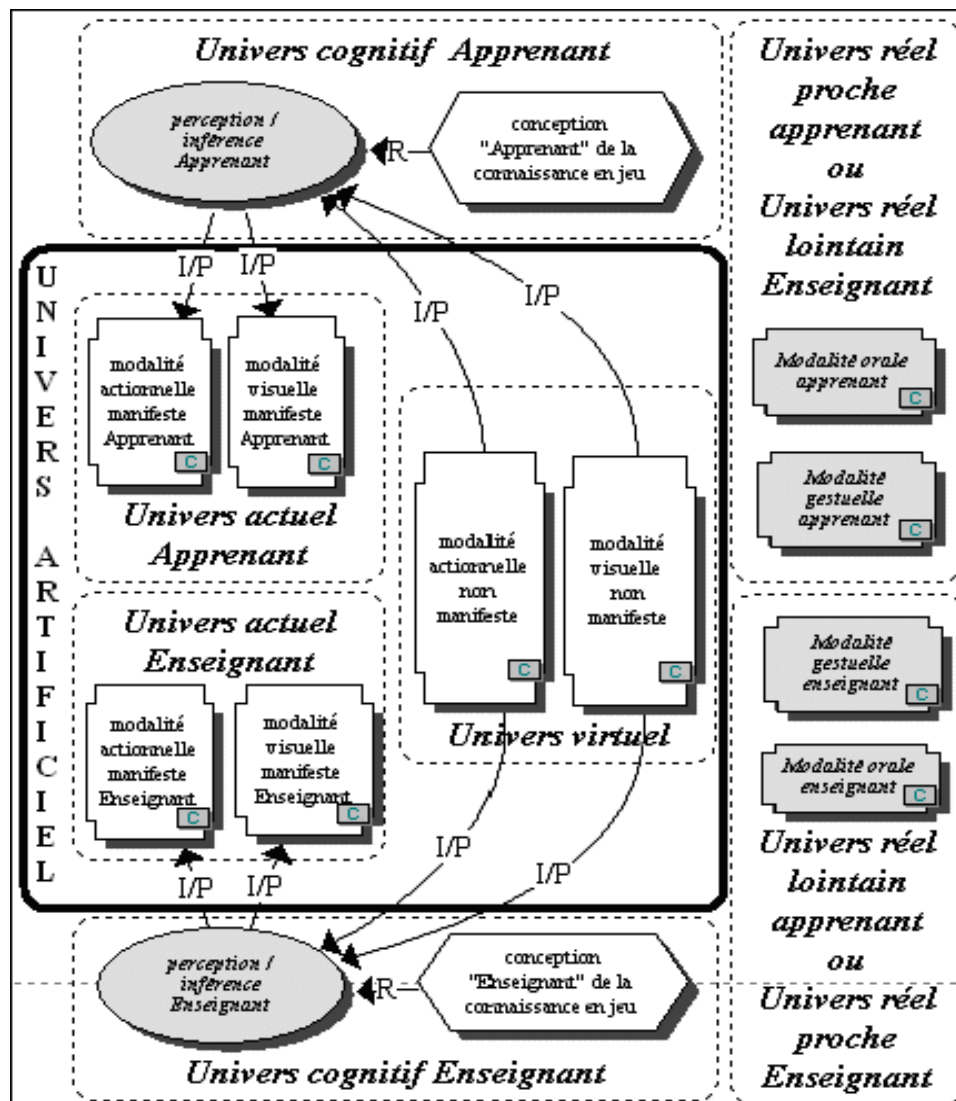 Univers cognitif Apprenant
perception /
inférence
Apprenant
R
conception
"Apprenant" de la
connaissance en jeu
I/P
I/P
I/P
I/P
UNIVERS ARTIFICIEL
modalité
actionnelle
manifeste
Apprenant
C
modalité
visuelle
manifeste
Apprenant
C
Univers actuel
Apprenant
Univers actuel
Enseignant
modalité
actionnelle
manifeste
Enseignant
C
modalité
visuelle
manifeste
Enseignant
C
modalité
actionnelle
non
manifeste
C
modalité
visuelle
non
manifeste
C
Univers virtuel
I/P
I/P
I/P
I/P
perception /
inférence
Enseignant
R
conception
"Enseignant" de la
connaissance en jeu
Univers cognitif Enseignant
Univers réel
proche
apprenant
ou
Univers réel
lointain
Enseignant
Modalité orale
apprenant
C
Modalité
gestuelle
apprenant
C
Modalité
gestuelle
enseignant
C
Modalité orale
enseignant
C
Univers réel
lointain
apprenant
ou
Univers réel
proche
Enseignant